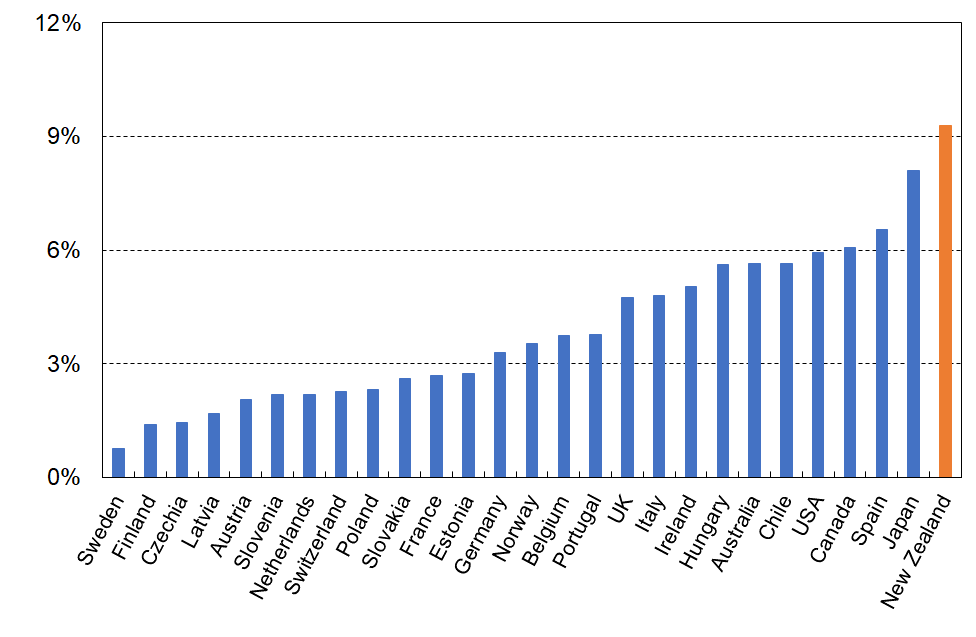 12%
9%
6%
3%
0%
Sweden
Finland
Czechia
Latvia
Austria
Slovenia
Netherlands
Switzerland
Poland
Slovakia
France
Estonia
Germany
Norway
Belgium
Portugal
UK
Italy
Ireland
Hungary
Australia
Chile
USA
Canada
Spain
Japan
New Zealand